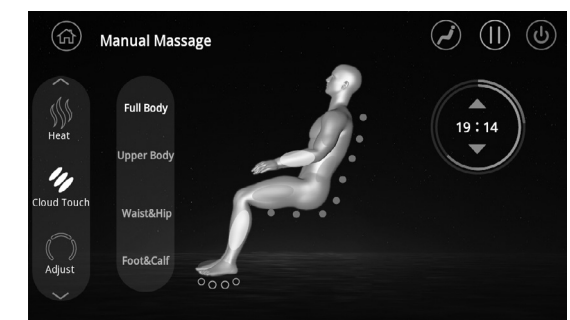 Manual Massage
Heat
Cloud Touch
Adjust
Full Body
Upper Body
Waist&Hip
Foot&Calf
19:14